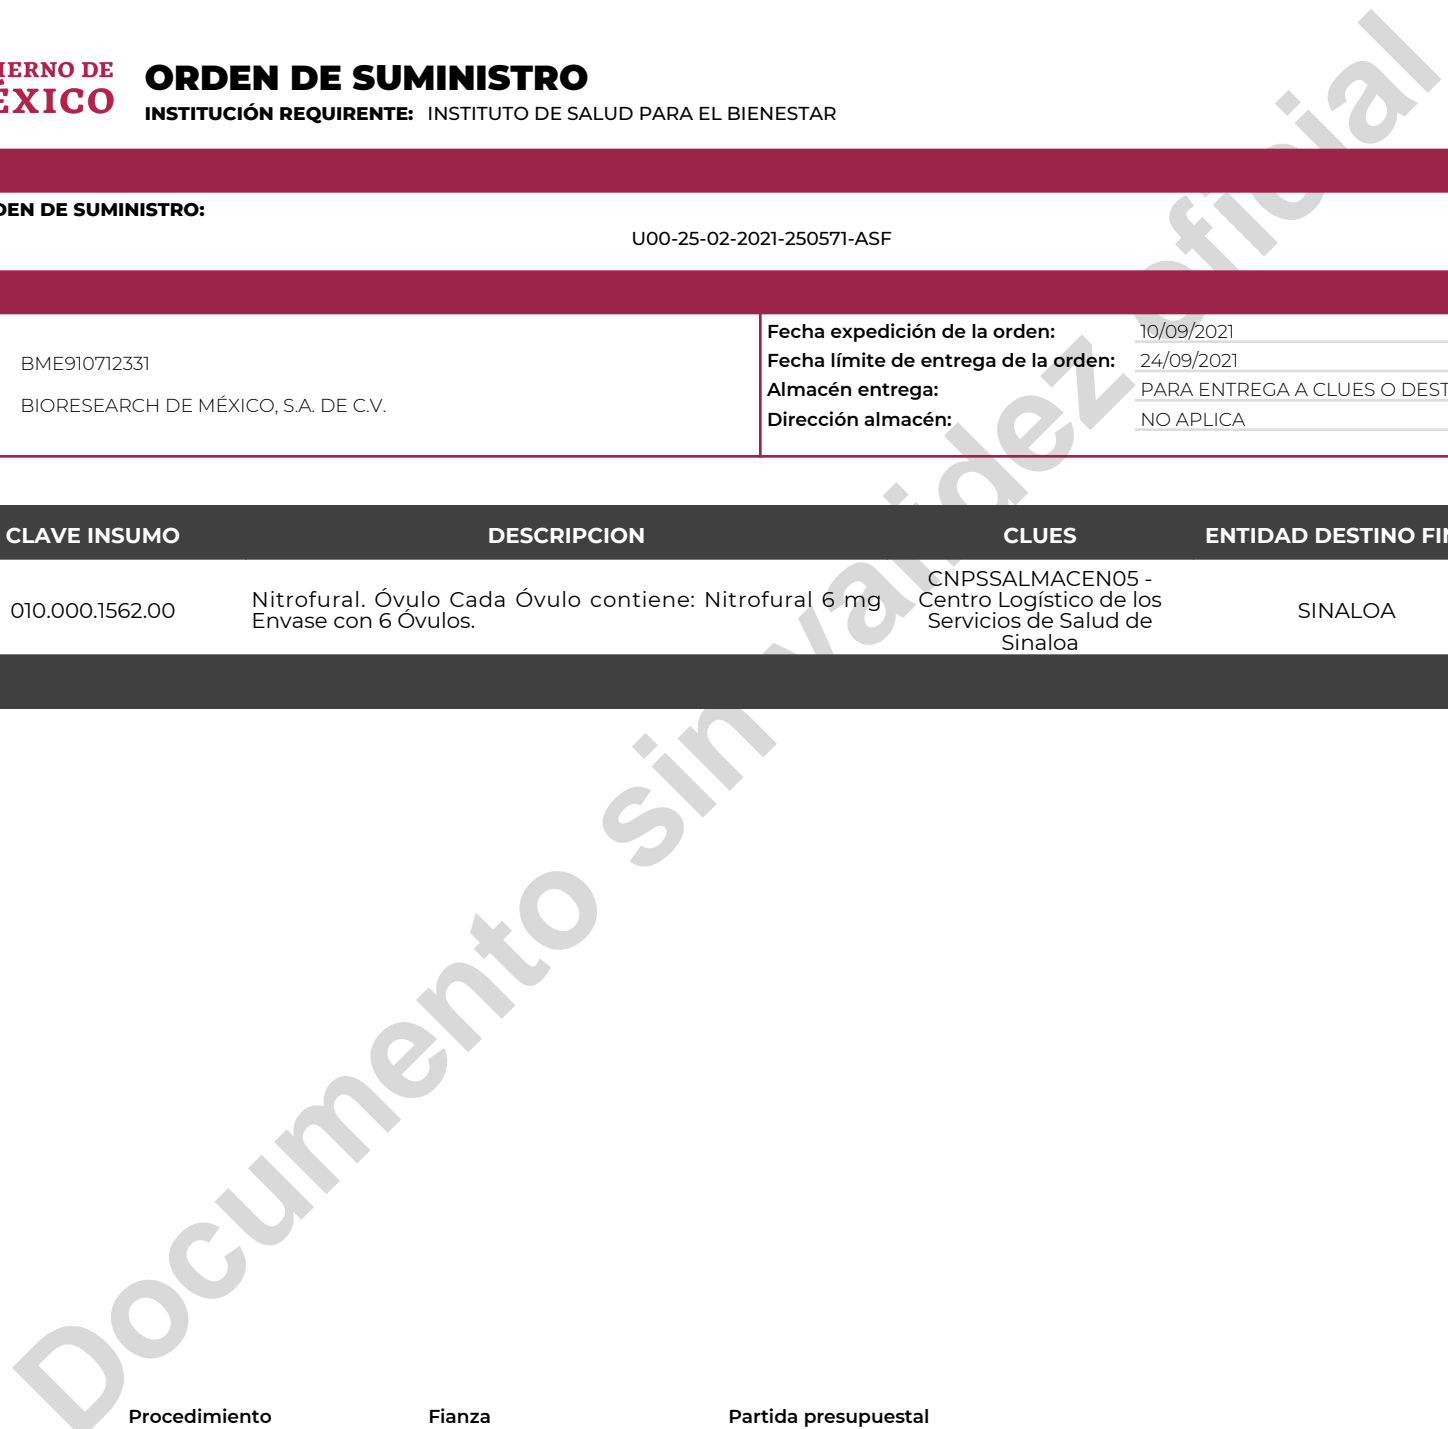 IERNO DE
ÉXICO
ORDEN DE SUMINISTRO
INSTITUCIÓN REQUIRENTE: INSTITUTO DE SALUD PARA EL BIENESTAR
DEN DE SUMINISTRO:
U00-25-02-2021-250571-ASF
BME910712331
BIORESEARCH DE MÉXICO, S.A. DE C.V.
Fecha expedición de la orden: 10/09/2021
Fecha límite de entrega de la orden: 24/09/2021
Almacén entrega: PARA ENTREGA A CLUES O DEST
Dirección almacén: NO APLICA
CLAVE INSUMO DESCRIPCION CLUES ENTIDAD DESTINO FIN
010.000.1562.00
Nitrofural. Óvulo Cada Óvulo contiene: Nitrofural 6 mg
Envase con 6 Óvulos.
CNPSSALMACEN05 -
Centro Logístico de los
Servicios de Salud de
Sinaloa
SINALOA
Documento sin validez oficial
Procedimiento Fianza Partida presupuestal